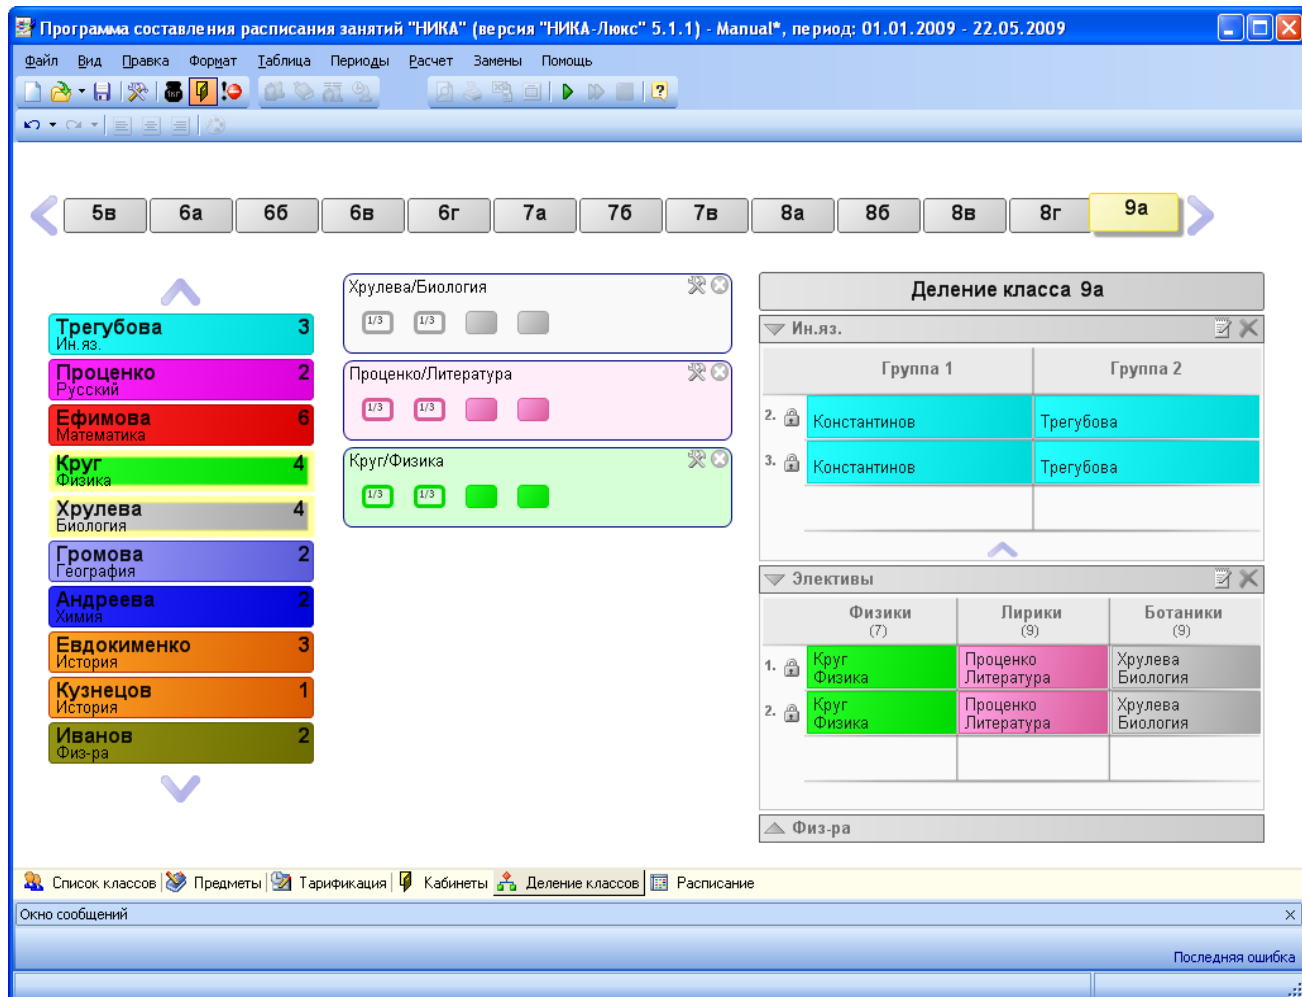 Программа составления расписания занятий "НИКА" (версия "НИКА-Люкс" 5.1.1) - Manual*, период: 01.01.2009 - 22.05.2009
Файл Вид Правка Формат Таблица Периоды Расчет Замены Помощь
5в 6а 6б 6в 6г 7а 7б 7в 8а 8б 8в 8г 9а
Трегубова 3
Ин.яз.
Проценко 2
Русский
Ефимова 6
Математика
Круг 4
Физика
Хрулева 4
Биология
Громова 2
География
Андреева 2
Химия
Евдокименко 3
История
Кузнецов 1
История
Иванов 2
Физ-ра
Хрулева/Биология
1/3 1/3
Проценко/Литература
1/3 1/3
Круг/Физика
1/3 1/3
Деление класса 9а
Ин.яз.
Группа 1 Группа 2
2. Константинов Трегубова
3. Константинов Трегубова
Элективы
Физики Лирики Ботаники
(7) (9) (9)
1. Круг Проценко Хрулева
Физика Литература Биология
2. Круг Проценко Хрулева
Физика Литература Биология
Физ-ра
Список классов Предметы Тарификация Кабинеты Деление классов Расписание
Окно сообщений
Последняя ошибка